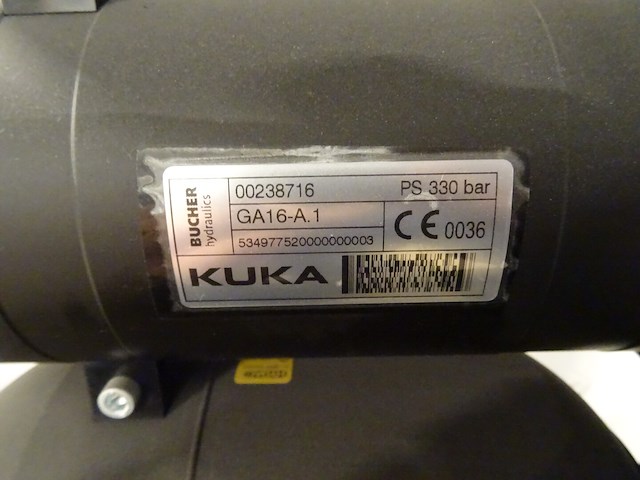 BUCHER
hydraulics
00238716 PS 330 bar
GA16-A.1
CE 0036
534977520000000003
KUKA